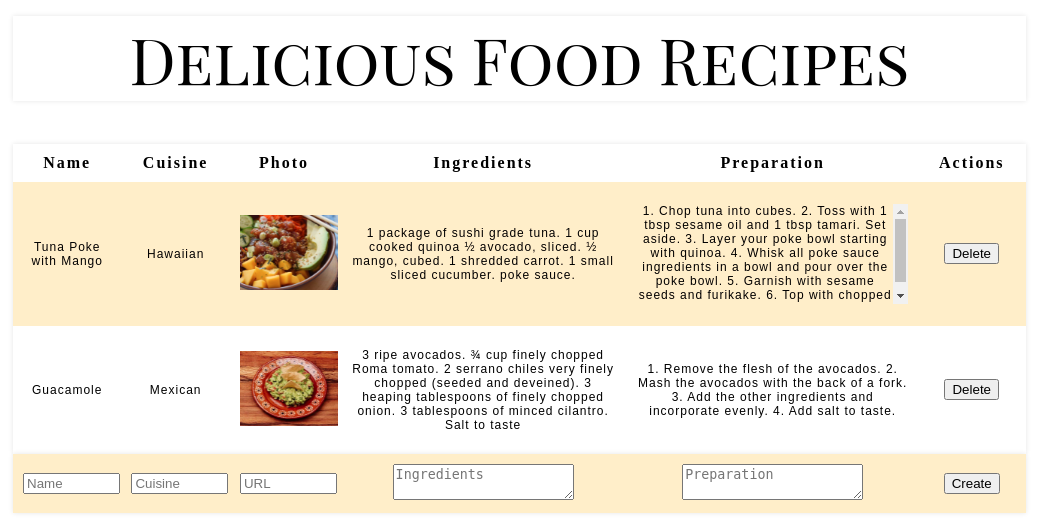 Delicious Food Recipes
Name Cuisine Photo Ingredients Preparation Actions
Tuna Poke
with Mango
Hawaiian
1 package of sushi grade tuna. 1 cup
cooked quinoa ½ avocado, sliced. ½
mango, cubed. 1 shredded carrot. 1 small
sliced cucumber. poke sauce.
1. Chop tuna into cubes. 2. Toss with 1
tbsp sesame oil and 1 tbsp tamari. Set
aside. 3. Layer your poke bowl starting
with quinoa. 4. Whisk all poke sauce
ingredients in a bowl and pour over the
poke bowl. 5. Garnish with sesame
seeds and furikake. 6. Top with chopped
Delete
Guacamole
Mexican
3 ripe avocados. ¾ cup finely chopped
Roma tomato. 2 serrano chiles very finely
chopped (seeded and deveined). 3
heaping tablespoons of finely chopped
onion. 3 tablespoons of minced cilantro.
Salt to taste
1. Remove the flesh of the avocados. 2.
Mash the avocados with the back of a fork.
3. Add the other ingredients and
incorporate evenly. 4. Add salt to taste.
Delete
Name Cuisine URL Ingredients Preparation Create